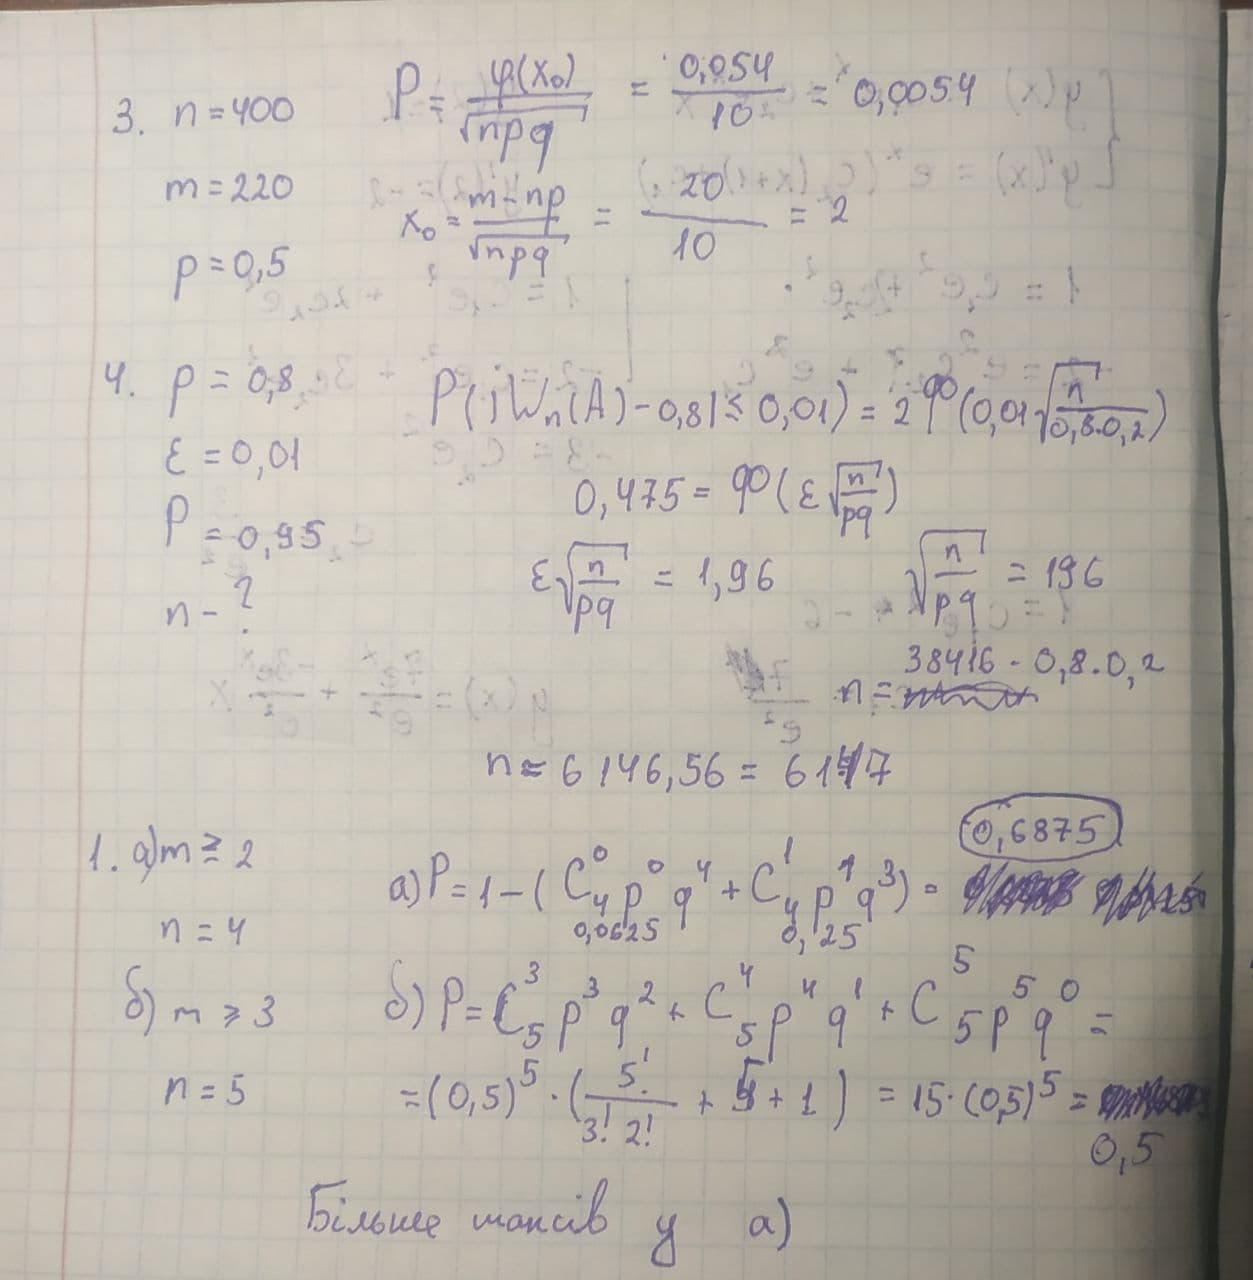 3. n = 400 P = φ(x₀)/√(npq) = 0,054/10 = 0,0054
m = 220 x₀ = (m - np)/√(npq) = 20/10 = 2
p = 0,5
4. p = 0,8 P(|Wₙ(A) - 0,8| ≤ 0,01) = 2Φ(0,01√(n/(0,8·0,2)))
ε = 0,01 0,475 = Φ(ε√(n/pq))
P = 0,95 ε√(n/pq) = 1,96 √(n/pq) = 196
n - ?
n = 38416 · 0,8·0,2
n = 6146,56 = 6147
0,6875
1. а) m ≥ 2 а) P = 1 - (C₄⁰p⁰q⁴ + C₄¹p¹q³) =
0,0625 0,25
n = 4
б) m ≥ 3 б) P = C₅³p³q² + C₅⁴p⁴q¹ + C₅⁵p⁵q⁰ =
n = 5 = (0,5)⁵ · (5!/(3! 2!) + 5 + 1) = 15·(0,5)⁵ =
0,5
Більше шансів у а)